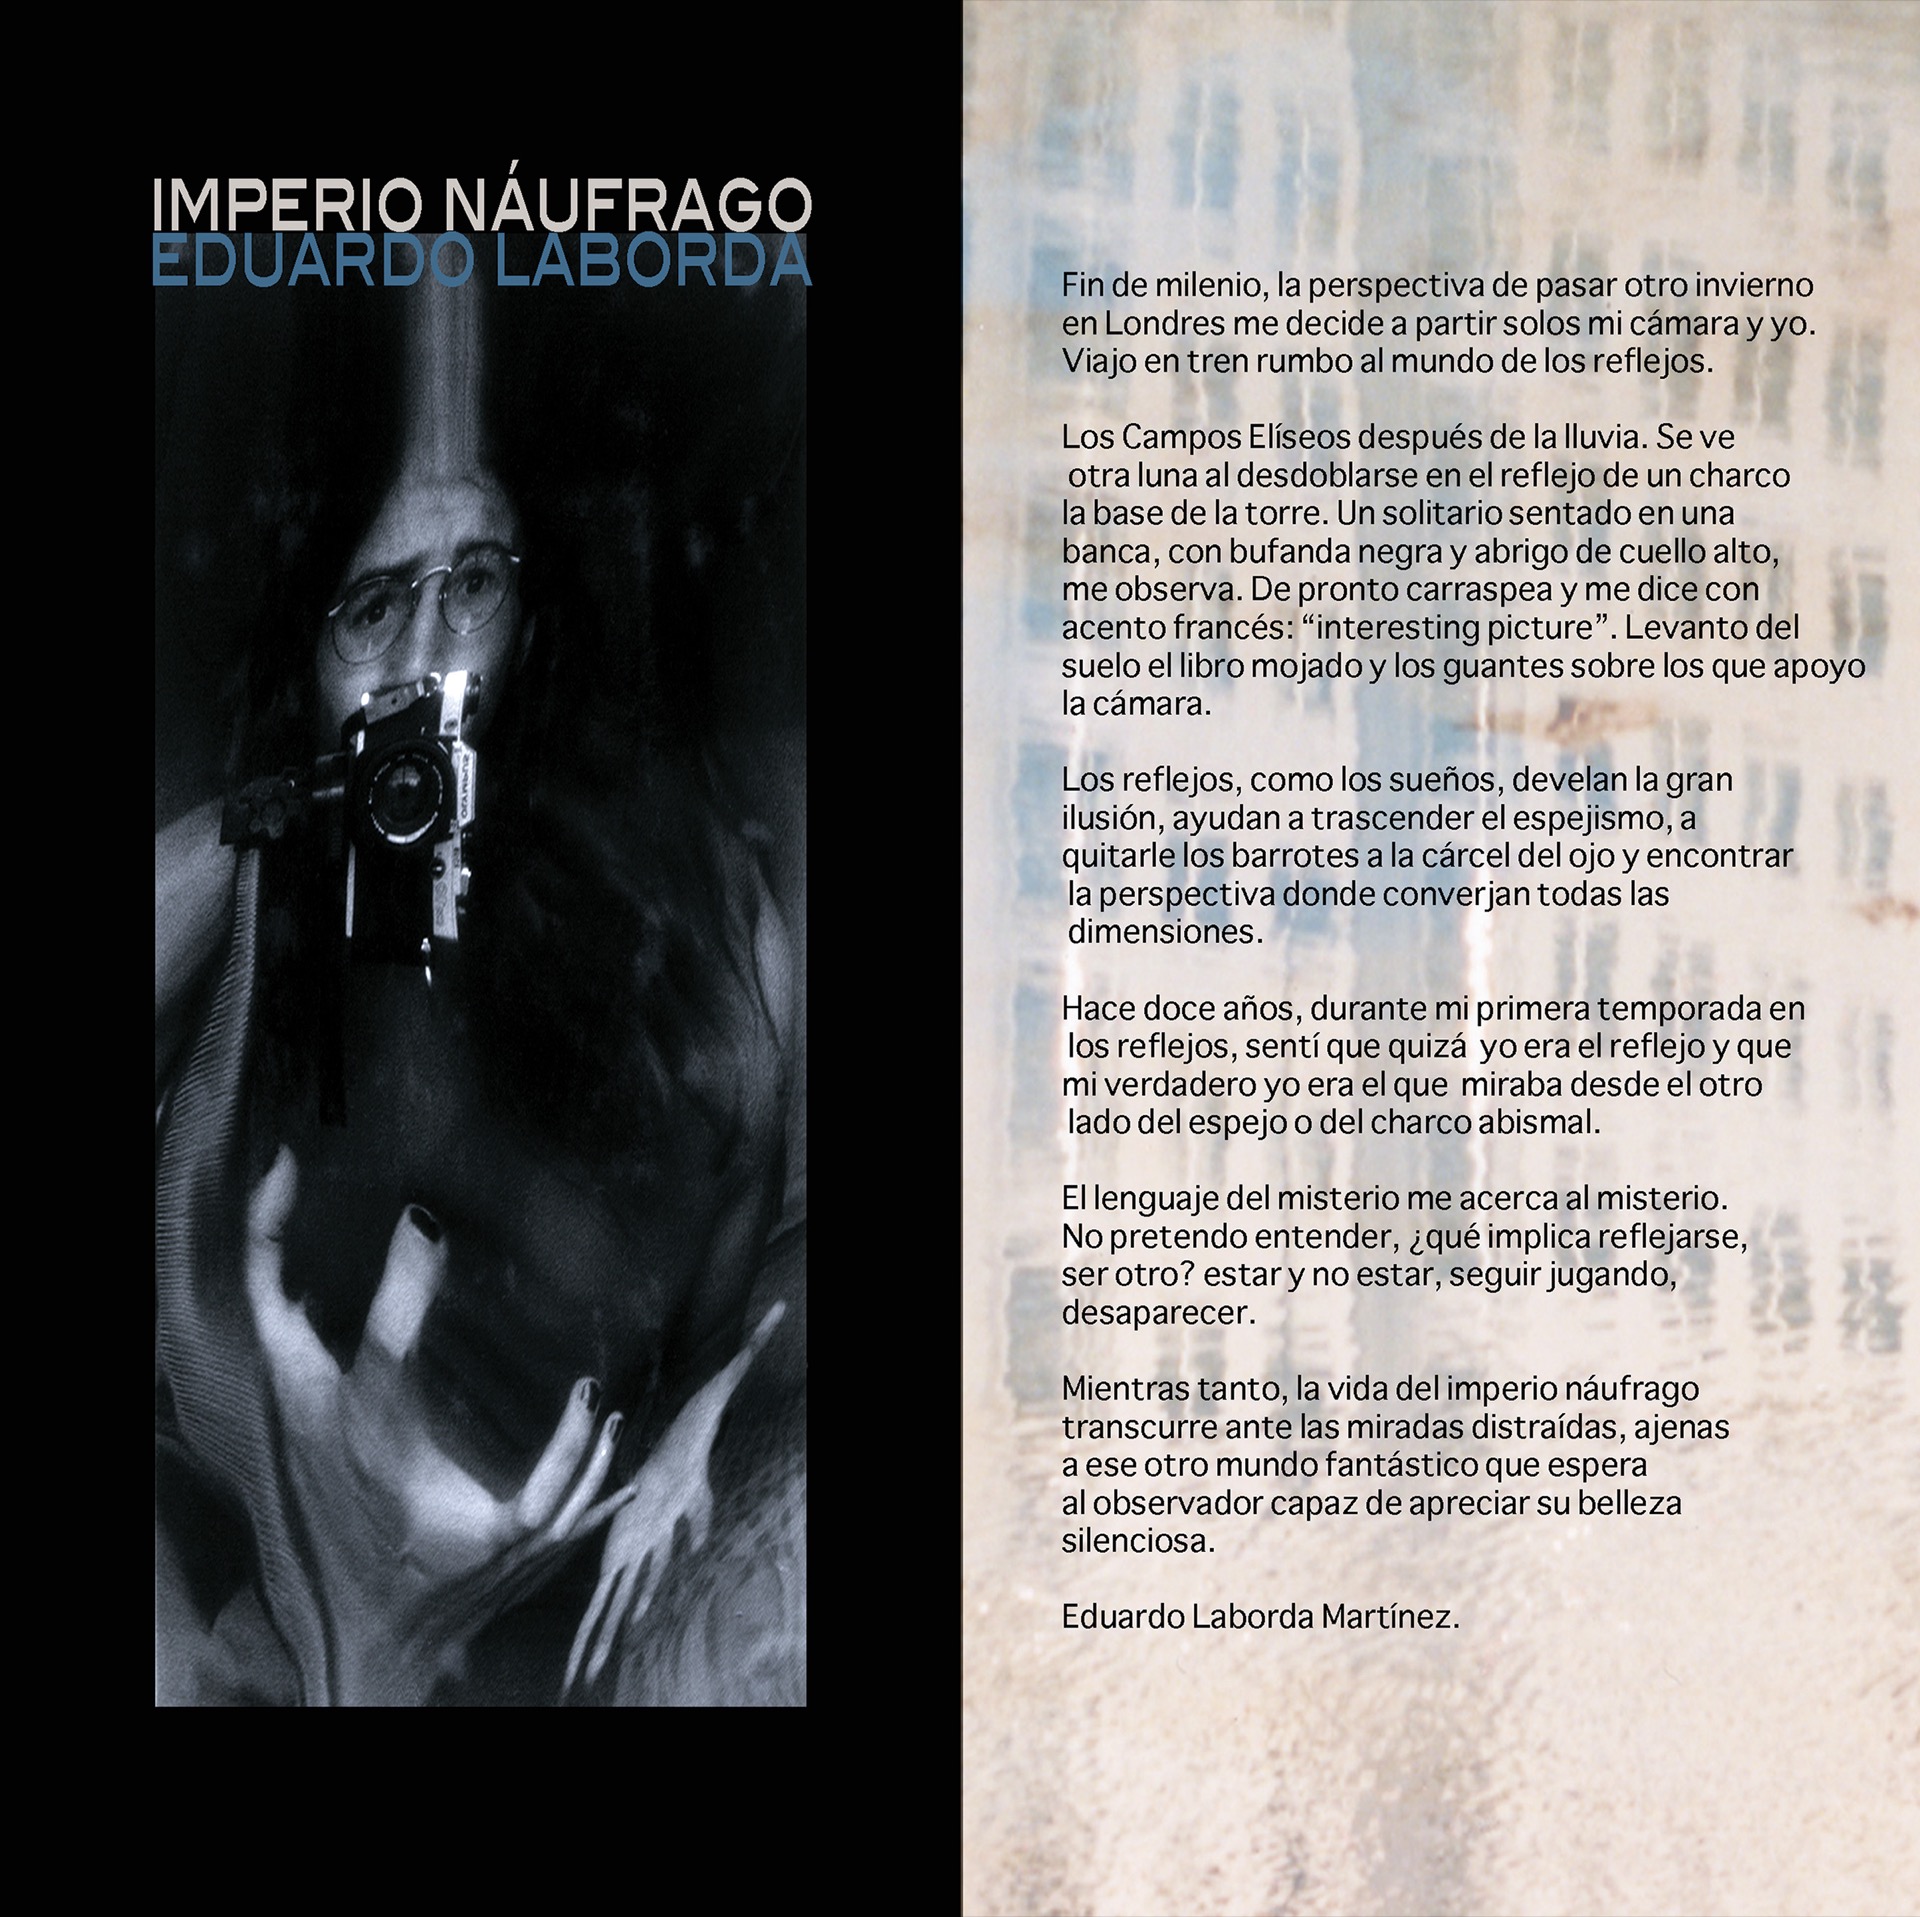 IMPERIO NÁUFRAGO
EDUARDO LABORDA
OLYMPUS
Fin de milenio, la perspectiva de pasar otro invierno
en Londres me decide a partir solos mi cámara y yo.
Viajo en tren rumbo al mundo de los reflejos.
Los Campos Elíseos después de la lluvia. Se ve
otra luna al desdoblarse en el reflejo de un charco
la base de la torre. Un solitario sentado en una
banca, con bufanda negra y abrigo de cuello alto,
me observa. De pronto carraspea y me dice con
acento francés: “interesting picture”. Levanto del
suelo el libro mojado y los guantes sobre los que apoyo
la cámara.
Los reflejos, como los sueños, develan la gran
ilusión, ayudan a trascender el espejismo, a
quitarle los barrotes a la cárcel del ojo y encontrar
la perspectiva donde converjan todas las
dimensiones.
Hace doce años, durante mi primera temporada en
los reflejos, sentí que quizá yo era el reflejo y que
mi verdadero yo era el que miraba desde el otro
lado del espejo o del charco abismal.
El lenguaje del misterio me acerca al misterio.
No pretendo entender, ¿qué implica reflejarse,
ser otro? estar y no estar, seguir jugando,
desaparecer.
Mientras tanto, la vida del imperio náufrago
transcurre ante las miradas distraídas, ajenas
a ese otro mundo fantástico que espera
al observador capaz de apreciar su belleza
silenciosa.
Eduardo Laborda Martínez.